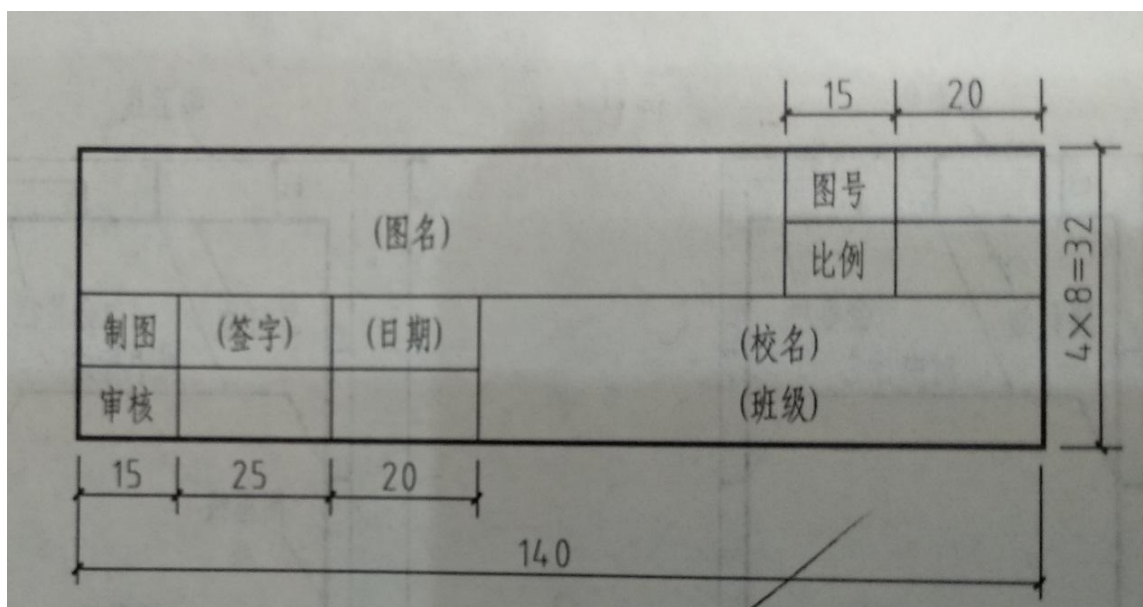 15 20
图号
(图名)
比例
4×8=32
制图 (签字) (日期) (校名)
审核 (班级)
15 25 20
140